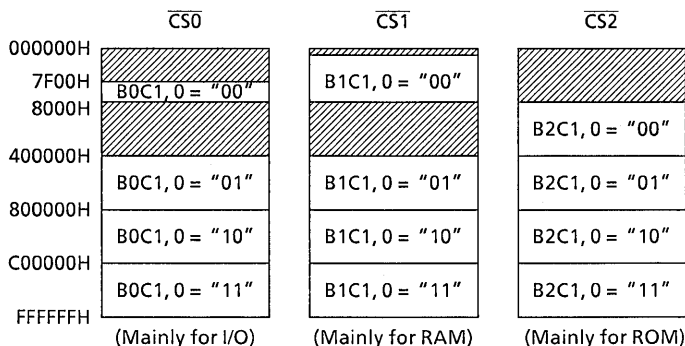 CS0 CS1 CS2
000000H
7F00H
B0C1, 0 = "00" B1C1, 0 = "00"
8000H
B2C1, 0 = "00"
400000H
B0C1, 0 = "01" B1C1, 0 = "01" B2C1, 0 = "01"
800000H
B0C1, 0 = "10" B1C1, 0 = "10" B2C1, 0 = "10"
C00000H
B0C1, 0 = "11" B1C1, 0 = "11" B2C1, 0 = "11"
FFFFFFH
(Mainly for I/O) (Mainly for RAM) (Mainly for ROM)